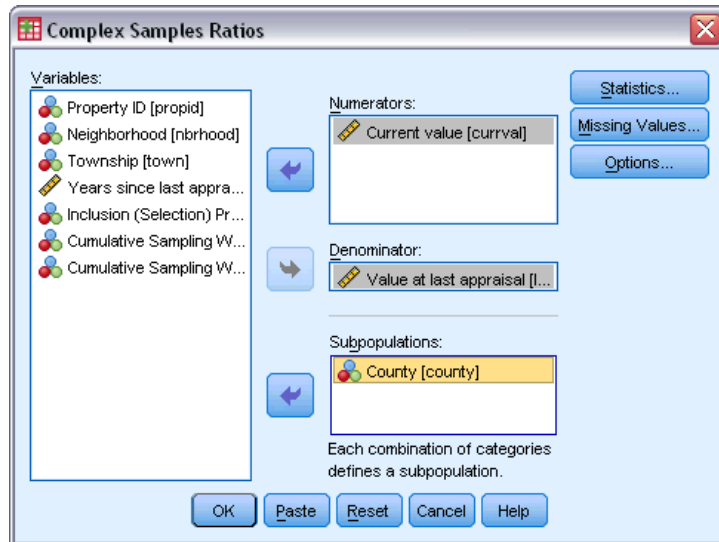 Complex Samples Ratios
Variables:
Property ID [propid]
Neighborhood [nbrhood]
Township [town]
Years since last appra...
Inclusion (Selection) Pr...
Cumulative Sampling W...
Cumulative Sampling W...
Numerators:
Current value [currval]
Denominator:
Value at last appraisal [l...
Subpopulations:
County [county]
Each combination of categories
defines a subpopulation.
Statistics...
Missing Values...
Options...
OK
Paste
Reset
Cancel
Help